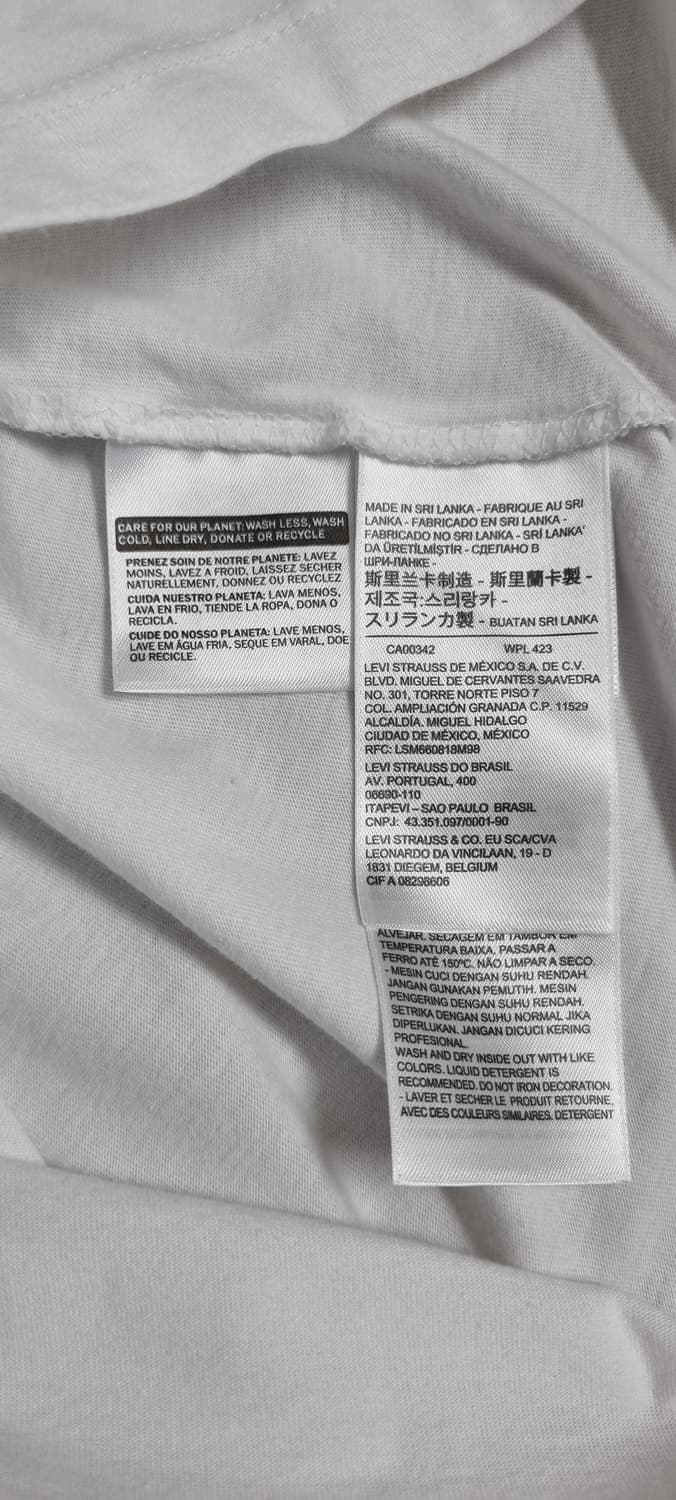 CARE FOR OUR PLANET: WASH LESS, WASH
COLD, LINE DRY, DONATE OR RECYCLE
PRENEZ SOIN DE NOTRE PLANETE: LAVEZ
MOINS, LAVEZ A FROID, LAISSEZ SECHER
NATURELLEMENT, DONNEZ OU RECYCLEZ
CUIDA NUESTRO PLANETA: LAVA MENOS,
LAVA EN FRIO, TIENDE LA ROPA, DONA O
RECICLA.
CUIDE DO NOSSO PLANETA: LAVE MENOS,
LAVE EM ÁGUA FRIA, SEQUE EM VARAL, DOE
OU RECICLE.
MADE IN SRI LANKA - FABRIQUE AU SRI
LANKA - FABRICADO EN SRI LANKA -
FABRICADO NO SRI LANKA - SRİ LANKA'
DA ÜRETİLMİŞTİR - СДЕЛАНО В
ШРИ-ЛАНКЕ -
斯里兰卡制造 - 斯里蘭卡製 -
제조국:스리랑카 -
スリランカ製 - BUATAN SRI LANKA
CA00342 WPL 423
LEVI STRAUSS DE MÉXICO S.A. DE C.V.
BLVD. MIGUEL DE CERVANTES SAAVEDRA
NO. 301, TORRE NORTE PISO 7
COL. AMPLIACIÓN GRANADA C.P. 11529
ALCALDÍA. MIGUEL HIDALGO
CIUDAD DE MÉXICO, MÉXICO
RFC: LSM660818M98
LEVI STRAUSS DO BRASIL
AV. PORTUGAL, 400
06690-110
ITAPEVI – SAO PAULO BRASIL
CNPJ: 43.351.097/0001-90
LEVI STRAUSS & CO. EU SCA/CVA
LEONARDO DA VINCILAAN, 19 - D
1831 DIEGEM, BELGIUM
CIF A 08298606
ALVEJAR. SECAGEM EM TAMBOR EM
TEMPERATURA BAIXA. PASSAR A
FERRO ATÉ 150ºC. NÃO LIMPAR A SECO.
- MESIN CUCI DENGAN SUHU RENDAH.
JANGAN GUNAKAN PEMUTIH. MESIN
PENGERING DENGAN SUHU RENDAH.
SETRIKA DENGAN SUHU NORMAL JIKA
DIPERLUKAN. JANGAN DICUCI KERING
PROFESIONAL.
WASH AND DRY INSIDE OUT WITH LIKE
COLORS. LIQUID DETERGENT IS
RECOMMENDED. DO NOT IRON DECORATION.
- LAVER ET SECHER LE PRODUIT RETOURNE,
AVEC DES COULEURS SIMILAIRES. DETERGENT